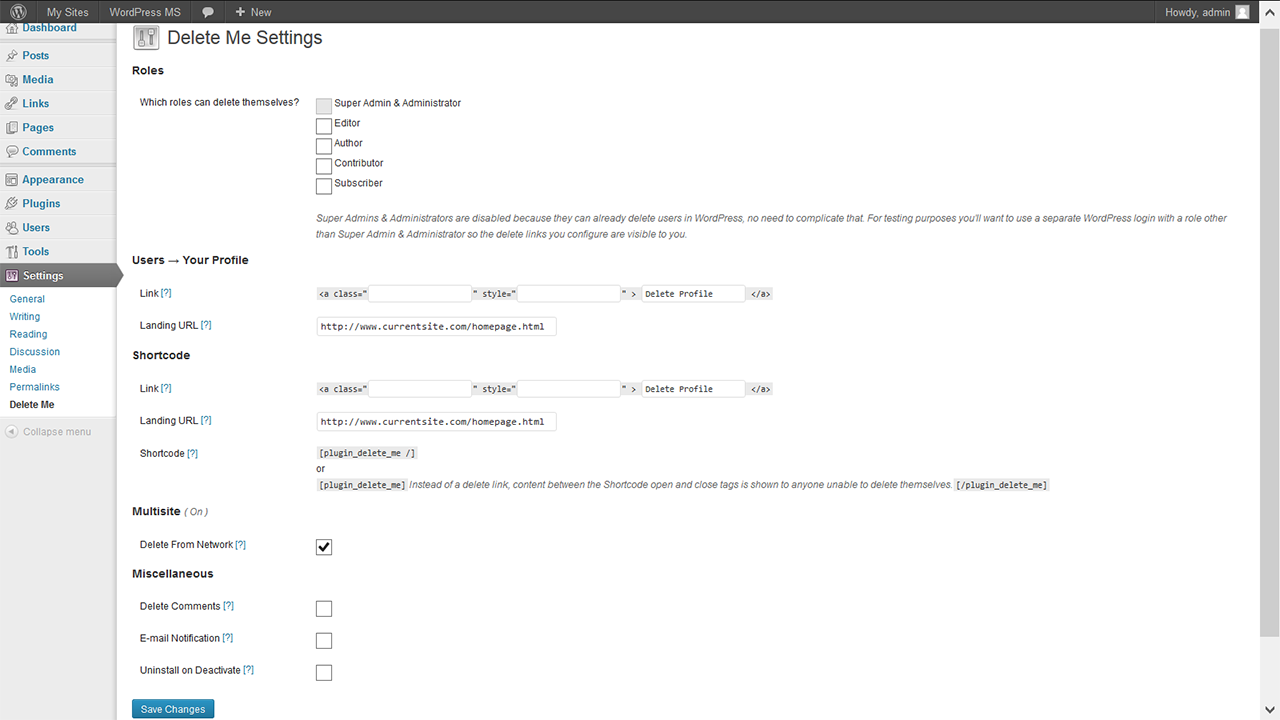 My Sites WordPress MS + New Howdy, admin
Dashboard
Posts
Media
Links
Pages
Comments
Appearance
Plugins
Users
Tools
Settings
General
Writing
Reading
Discussion
Media
Permalinks
Delete Me
Collapse menu
Delete Me Settings
Roles
Which roles can delete themselves?
Super Admin & Administrator
Editor
Author
Contributor
Subscriber
Super Admins & Administrators are disabled because they can already delete users in WordPress, no need to complicate that. For testing purposes you'll want to use a separate WordPress login with a role other
than Super Admin & Administrator so the delete links you configure are visible to you.
Users → Your Profile
Link [?] <a class=" " style=" " > Delete Profile </a>
Landing URL [?] http://www.currentsite.com/homepage.html
Shortcode
Link [?] <a class=" " style=" " > Delete Profile </a>
Landing URL [?] http://www.currentsite.com/homepage.html
Shortcode [?] [plugin_delete_me /]
or
[plugin_delete_me] Instead of a delete link, content between the Shortcode open and close tags is shown to anyone unable to delete themselves. [/plugin_delete_me]
Multisite ( On )
Delete From Network [?]
Miscellaneous
Delete Comments [?]
E-mail Notification [?]
Uninstall on Deactivate [?]
Save Changes